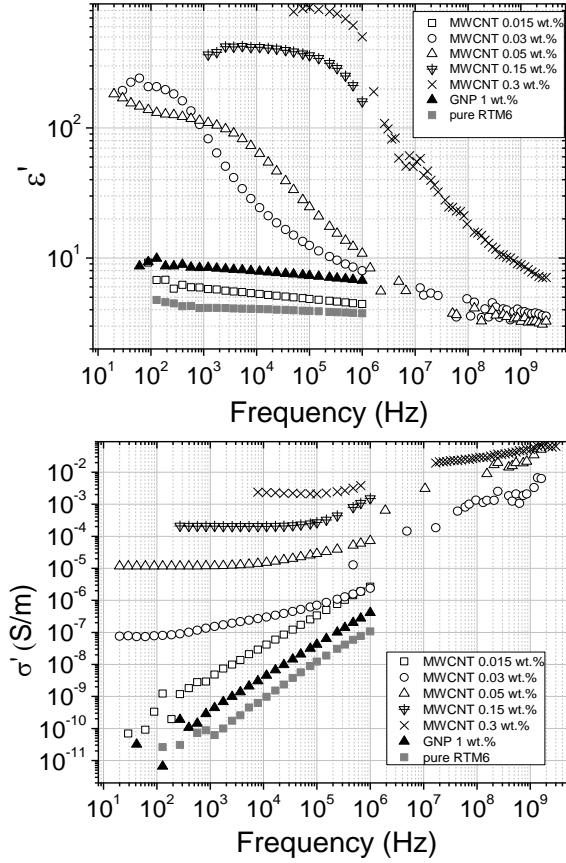 MWCNT 0.015 wt.%
MWCNT 0.03 wt.%
MWCNT 0.05 wt.%
MWCNT 0.15 wt.%
MWCNT 0.3 wt.%
GNP 1 wt.%
pure RTM6
10²
10¹
ε'
10¹ 10² 10³ 10⁴ 10⁵ 10⁶ 10⁷ 10⁸ 10⁹
Frequency (Hz)
10⁻²
10⁻³
10⁻⁴
10⁻⁵
10⁻⁶
10⁻⁷
10⁻⁸
10⁻⁹
10⁻¹⁰
10⁻¹¹
σ' (S/m)
MWCNT 0.015 wt.%
MWCNT 0.03 wt.%
MWCNT 0.05 wt.%
MWCNT 0.15 wt.%
MWCNT 0.3 wt.%
GNP 1 wt.%
pure RTM6
10¹ 10² 10³ 10⁴ 10⁵ 10⁶ 10⁷ 10⁸ 10⁹
Frequency (Hz)